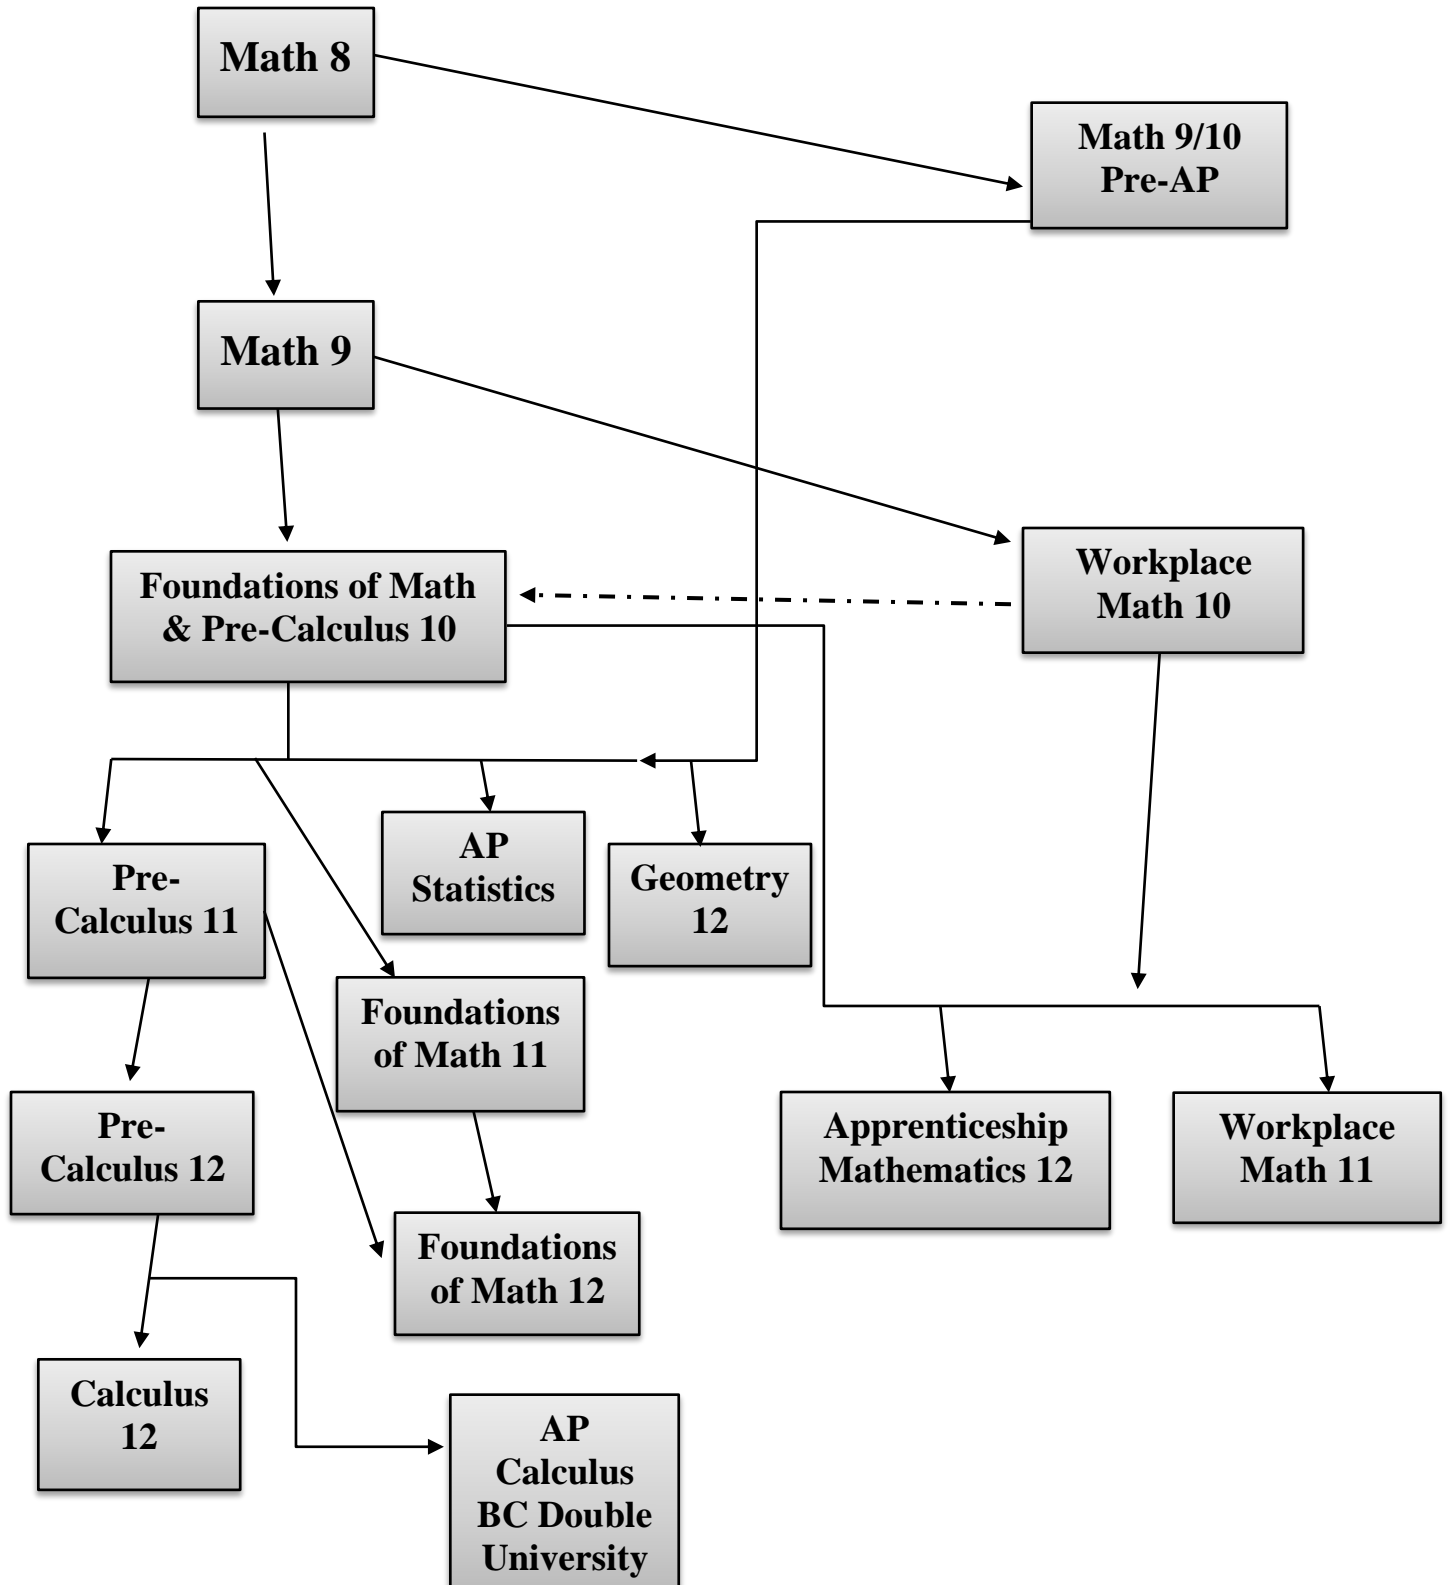 Math 8
Math 9/10
Pre-AP
Math 9
Foundations of Math
& Pre-Calculus 10
Workplace
Math 10
Pre-
Calculus 11
AP
Statistics
Geometry
12
Foundations
of Math 11
Pre-
Calculus 12
Apprenticeship
Mathematics 12
Workplace
Math 11
Foundations
of Math 12
Calculus
12
AP
Calculus
BC Double
University